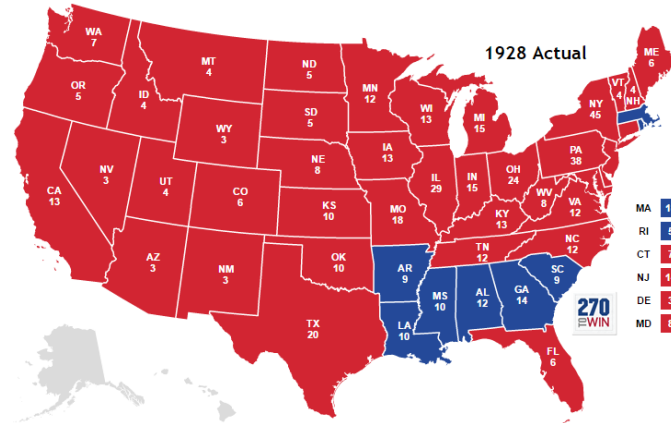 1928 Actual
WA
7
OR
5
CA
13
NV
3
ID
4
MT
4
WY
3
UT
4
AZ
3
CO
6
NM
3
ND
5
SD
5
NE
8
KS
10
OK
10
TX
20
MN
12
IA
13
MO
18
AR
9
LA
10
WI
13
IL
29
MI
15
IN
15
OH
24
KY
13
TN
12
MS
10
AL
12
GA
14
FL
6
SC
9
NC
12
VA
12
WV
8
PA
38
NY
45
VT
4
4
NH
ME
6
MA
RI
CT
NJ
DE
MD
270
TO WIN